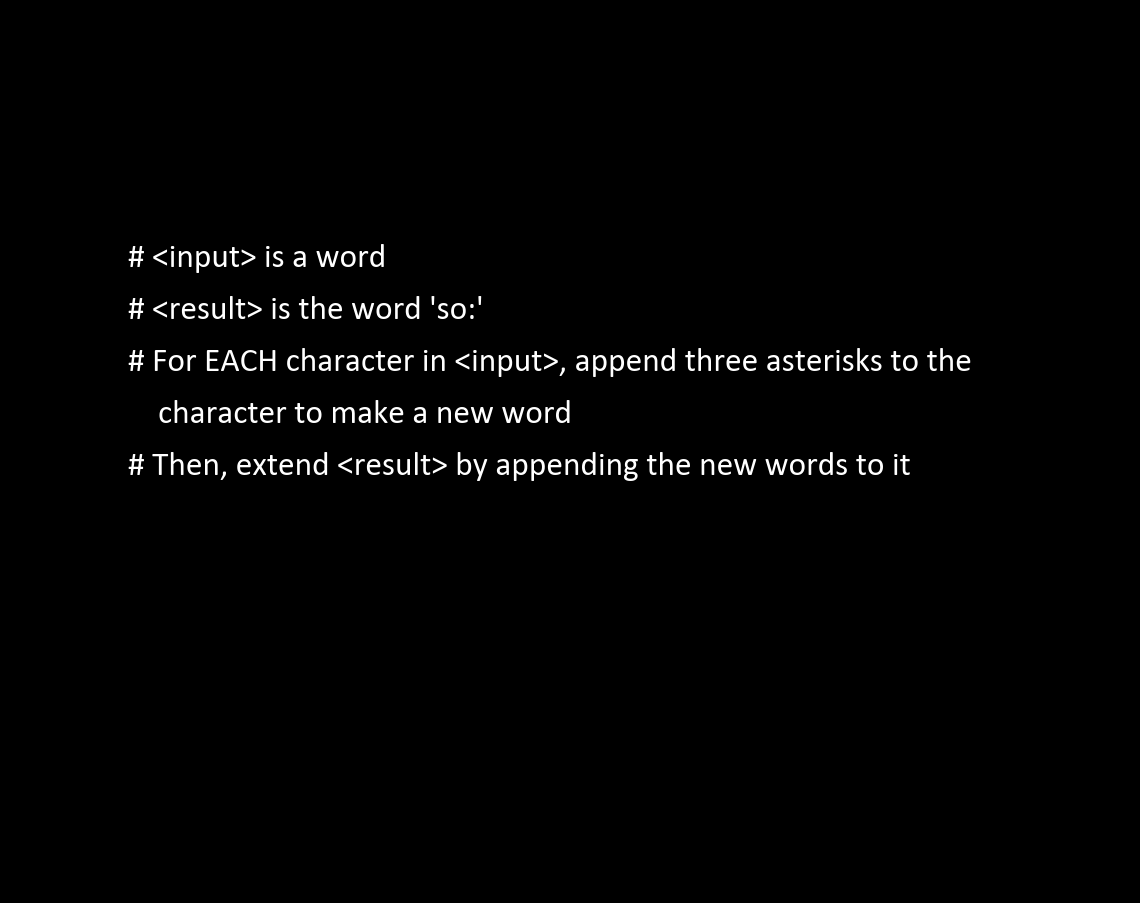 # <input> is a word
# <result> is the word 'so:'
# For EACH character in <input>, append three asterisks to the
character to make a new word
# Then, extend <result> by appending the new words to it